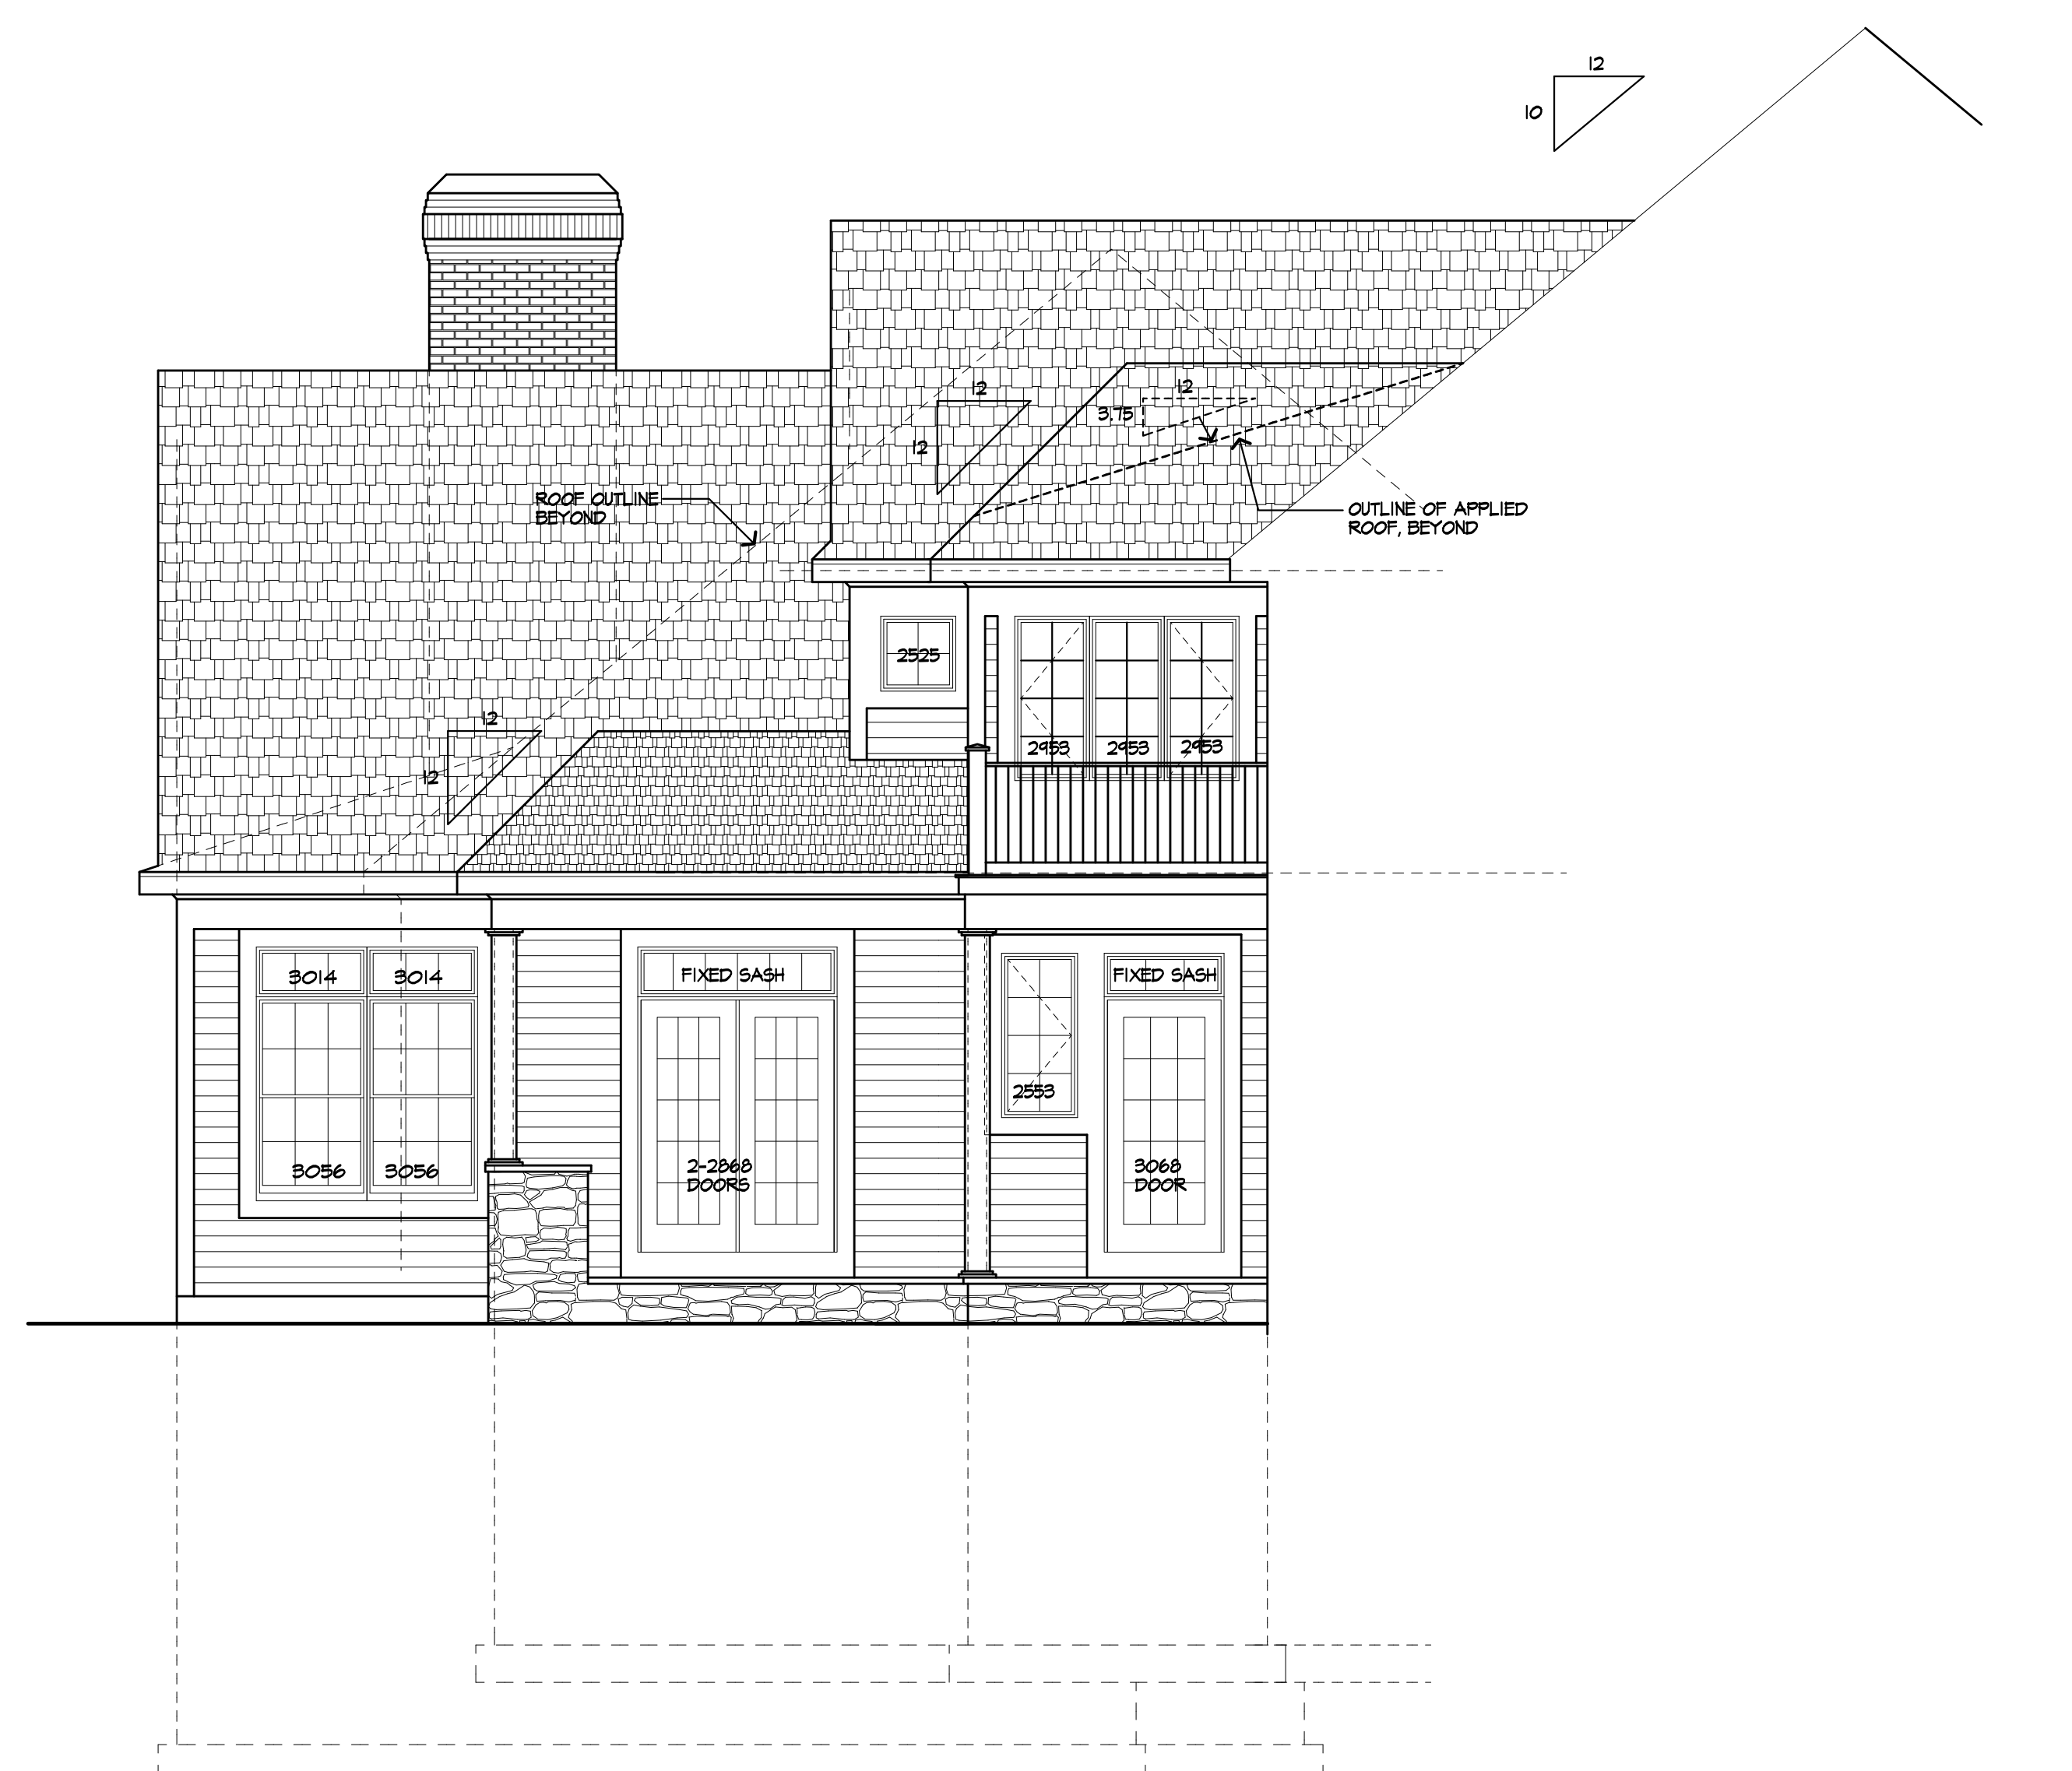 12
10
12
12
12
3.75
ROOF OUTLINE
BEYOND
OUTLINE OF APPLIED
ROOF, BEYOND
2525
12
12
2953
2953
2953
3014
3014
FIXED SASH
FIXED SASH
2553
3056
3056
2-2868
DOORS
3068
DOOR